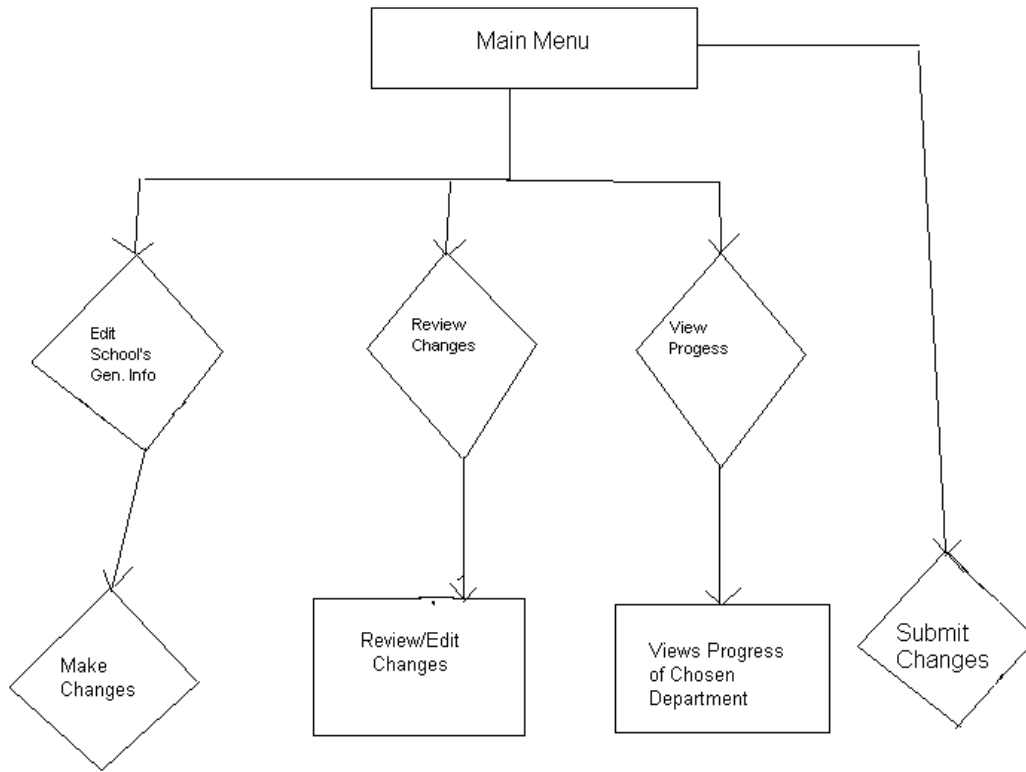 Main Menu
Edit
School's
Gen. Info
Review
Changes
View
Progess
Make
Changes
Review/Edit
Changes
Views Progress
of Chosen
Department
Submit
Changes